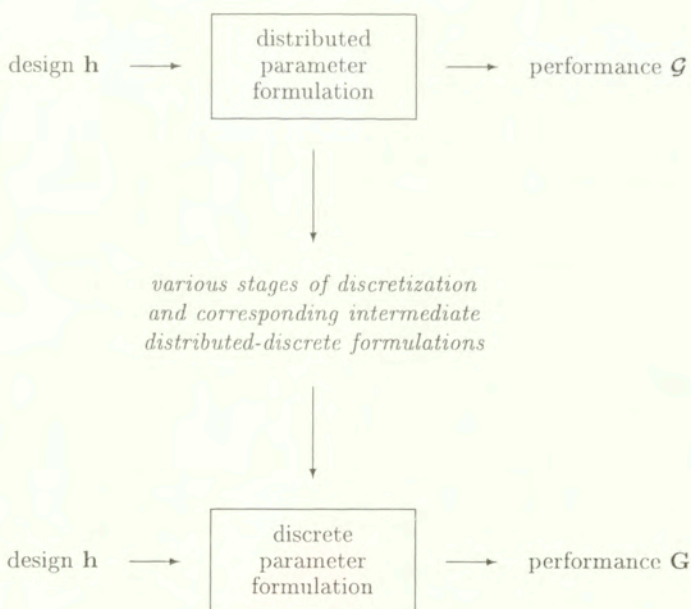 distributed
design h parameter performance 𝒢
formulation
various stages of discretization
and corresponding intermediate
distributed-discrete formulations
discrete
design h parameter performance G
formulation